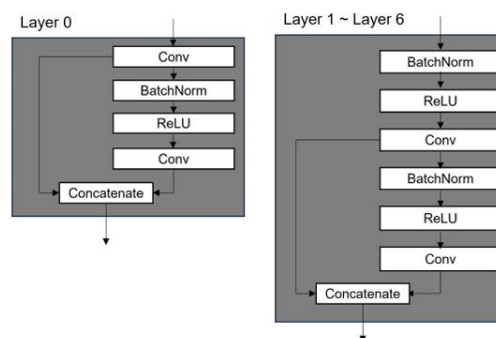 Layer 0
Conv
BatchNorm
ReLU
Conv
Concatenate
Layer 1 ~ Layer 6
BatchNorm
ReLU
Conv
BatchNorm
ReLU
Conv
Concatenate